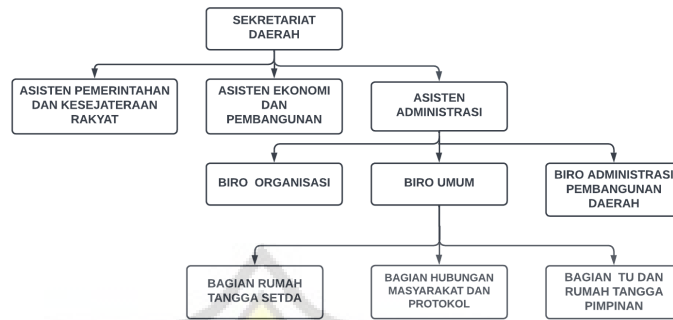 SEKRETARIAT
DAERAH
ASISTEN PEMERINTAHAN
DAN KESEJATERAAN
RAKYAT
ASISTEN EKONOMI
DAN
PEMBANGUNAN
ASISTEN
ADMINISTRASI
BIRO ORGANISASI
BIRO UMUM
BIRO ADMINISTRASI
PEMBANGUNAN
DAERAH
BAGIAN RUMAH
TANGGA SETDA
BAGIAN HUBUNGAN
MASYARAKAT DAN
PROTOKOL
BAGIAN TU DAN
RUMAH TANGGA
PIMPINAN